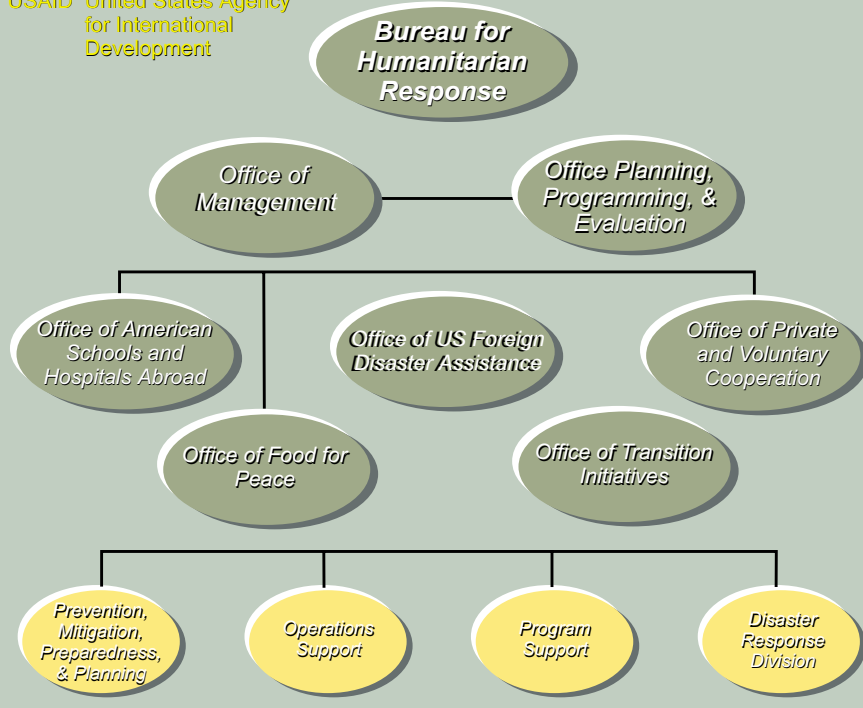 USAID United States Agency
for International
Development
Bureau for
Humanitarian
Response
Office of
Management
Office Planning,
Programming, &
Evaluation
Office of American
Schools and
Hospitals Abroad
Office of US Foreign
Disaster Assistance
Office of Private
and Voluntary
Cooperation
Office of Food for
Peace
Office of Transition
Initiatives
Prevention,
Mitigation,
Preparedness,
& Planning
Operations
Support
Program
Support
Disaster
Response
Division